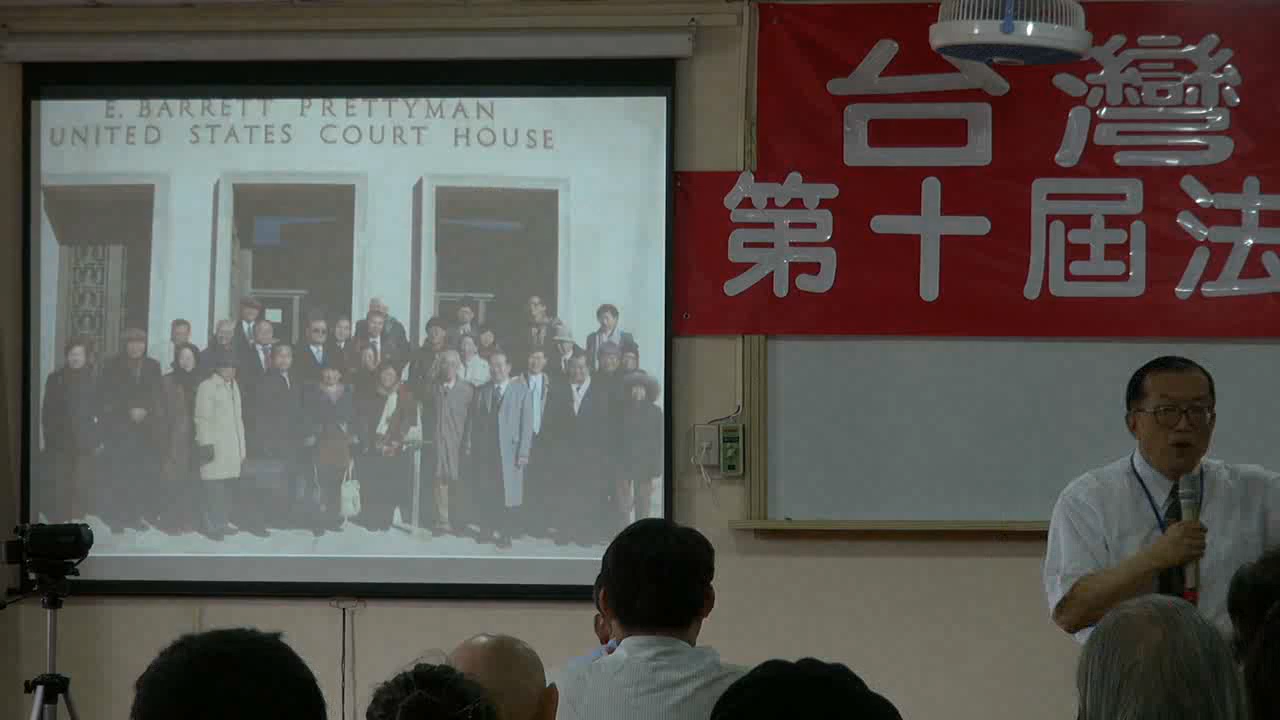 E. BARRETT PRETTYMAN
UNITED STATES COURT HOUSE
台灣
第十屆法